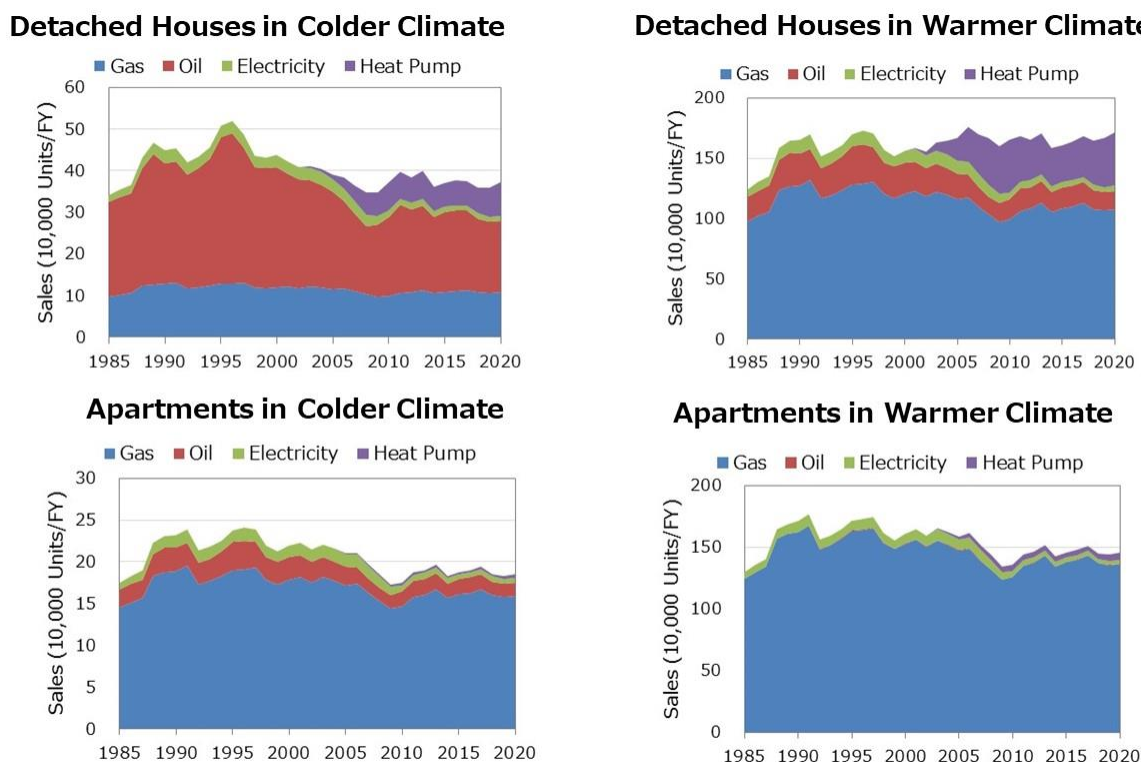 Detached Houses in Colder Climate
Gas Oil Electricity Heat Pump
Sales (10,000 Units/FY)
60
50
40
30
20
10
0
1985 1990 1995 2000 2005 2010 2015 2020
Detached Houses in Warmer Climate
Gas Oil Electricity Heat Pump
Sales (10,000 Units/FY)
200
150
100
50
0
1985 1990 1995 2000 2005 2010 2015 2020
Apartments in Colder Climate
Gas Oil Electricity Heat Pump
Sales (10,000 Units/FY)
30
25
20
15
10
5
0
1985 1990 1995 2000 2005 2010 2015 2020
Apartments in Warmer Climate
Gas Oil Electricity Heat Pump
Sales (10,000 Units/FY)
200
150
100
50
0
1985 1990 1995 2000 2005 2010 2015 2020